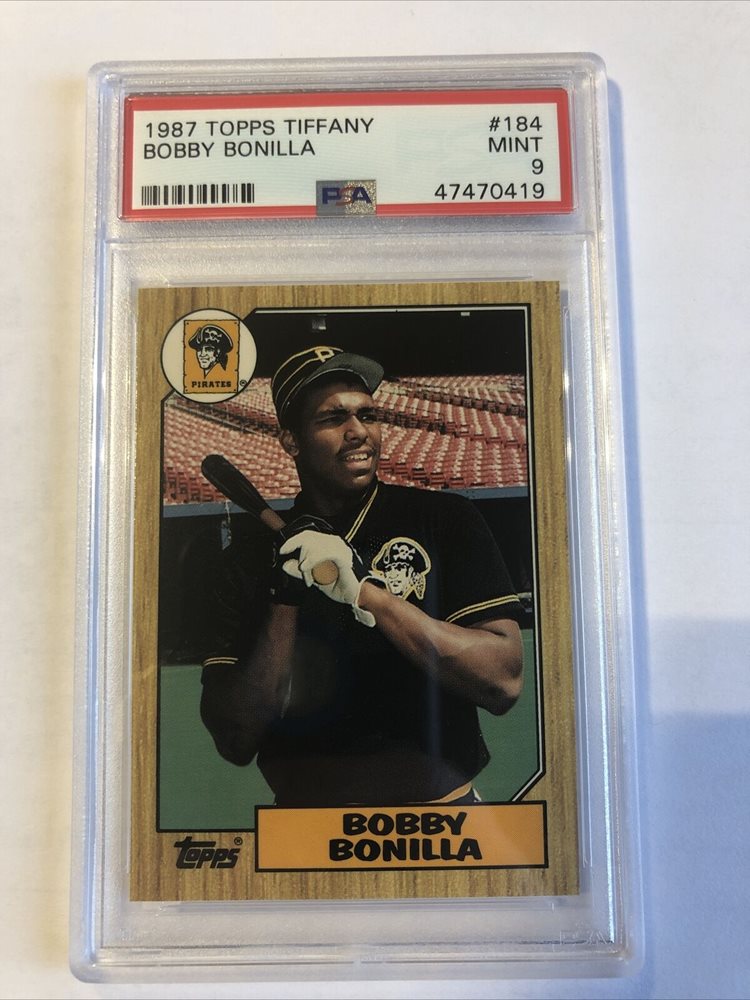 1987 TOPPS TIFFANY #184
BOBBY BONILLA MINT
9
PSA 47470419
PIRATES ®
P
topps®
BOBBY
BONILLA